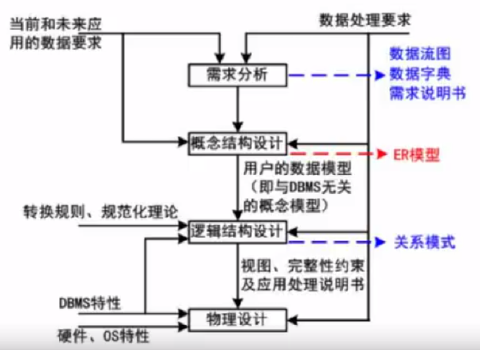 当前和未来应
用的数据要求
数据处理要求
需求分析
数据流图
数据字典
需求说明书
概念结构设计
ER模型
用户的数据模型
（即与DBMS无关
的概念模型）
转换规则、规范化理论
逻辑结构设计
关系模式
视图、完整性约束
及应用处理说明书
DBMS特性
物理设计
硬件、OS特性